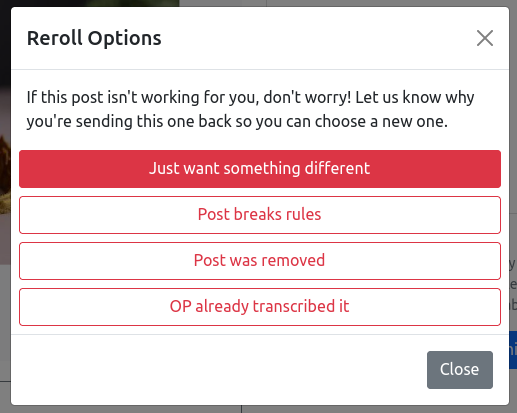 Reroll Options
If this post isn't working for you, don't worry! Let us know why
you're sending this one back so you can choose a new one.
Just want something different
Post breaks rules
Post was removed
OP already transcribed it
Close